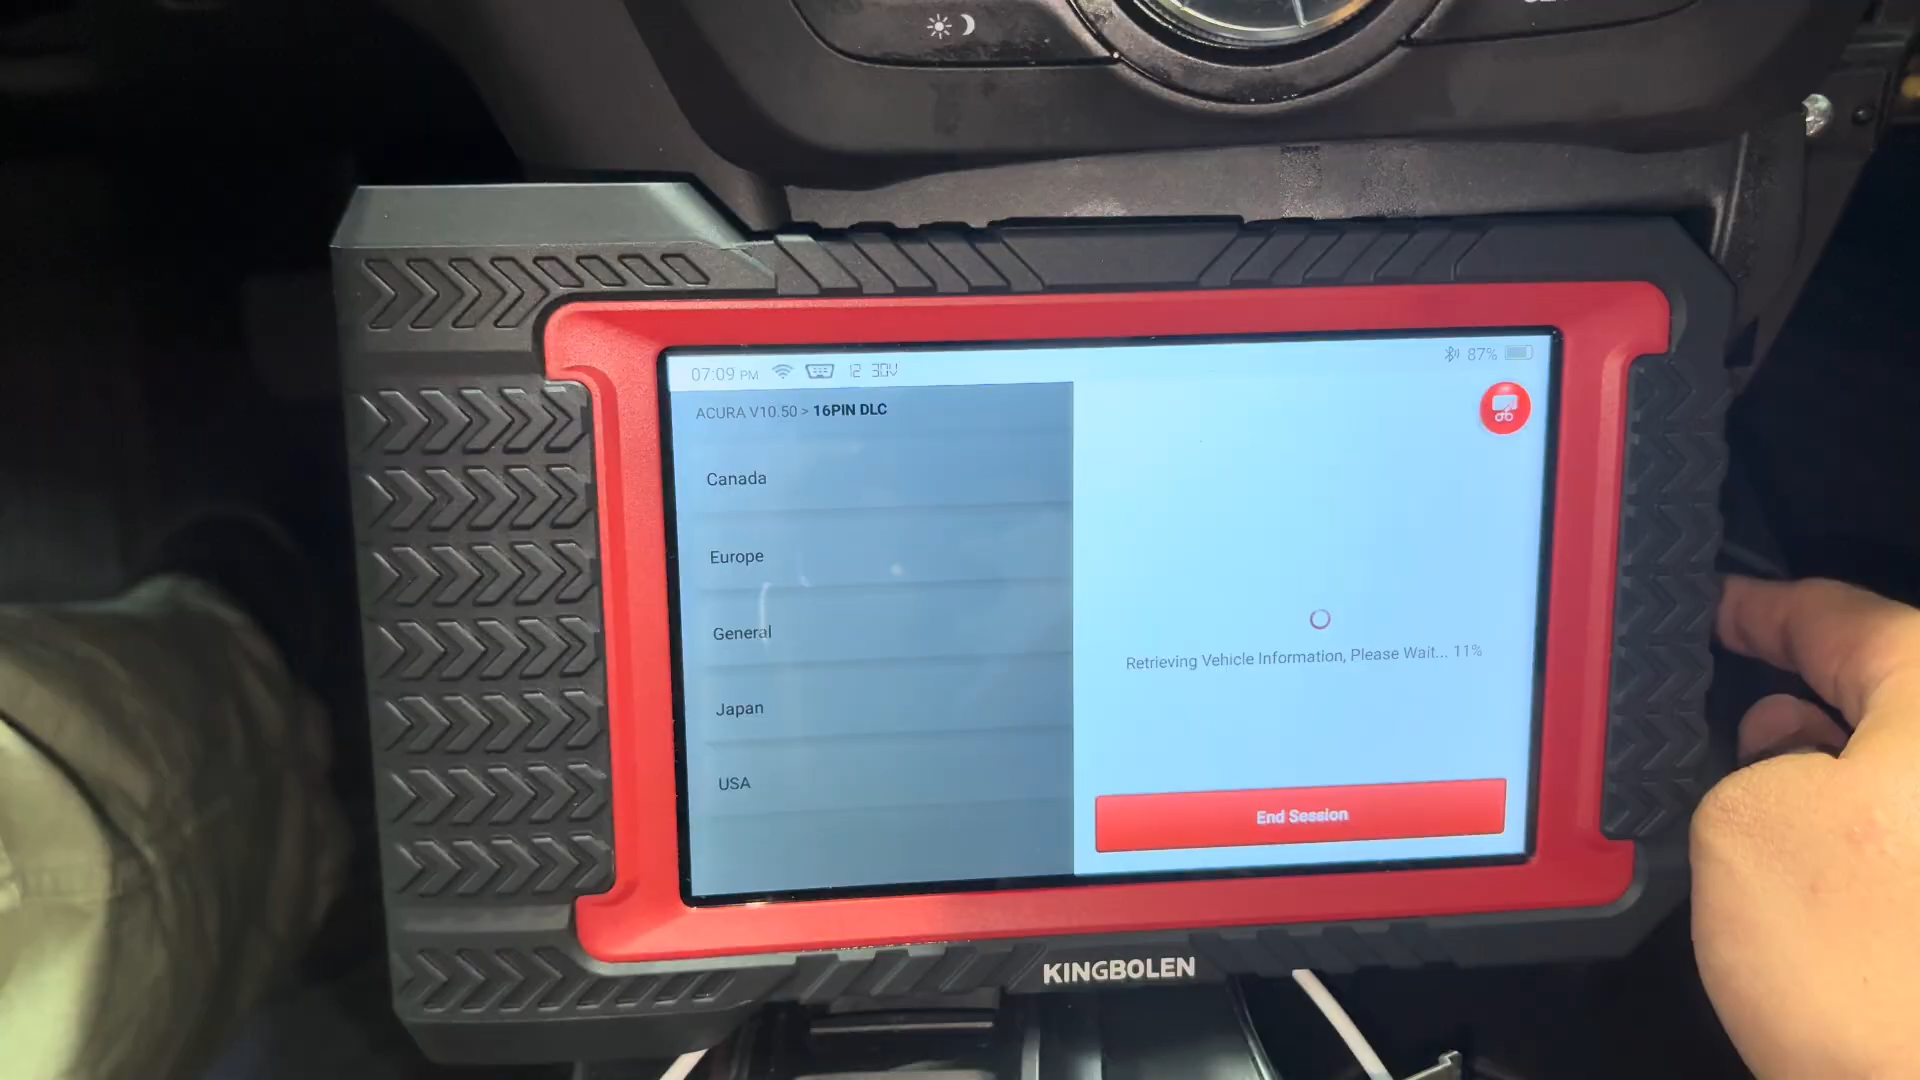 07:09 PM 12 30V 87%
ACURA V10.50 > 16PIN DLC
Canada
Europe
General
Japan
USA
Retrieving Vehicle Information, Please Wait... 11%
End Session
KINGBOLEN